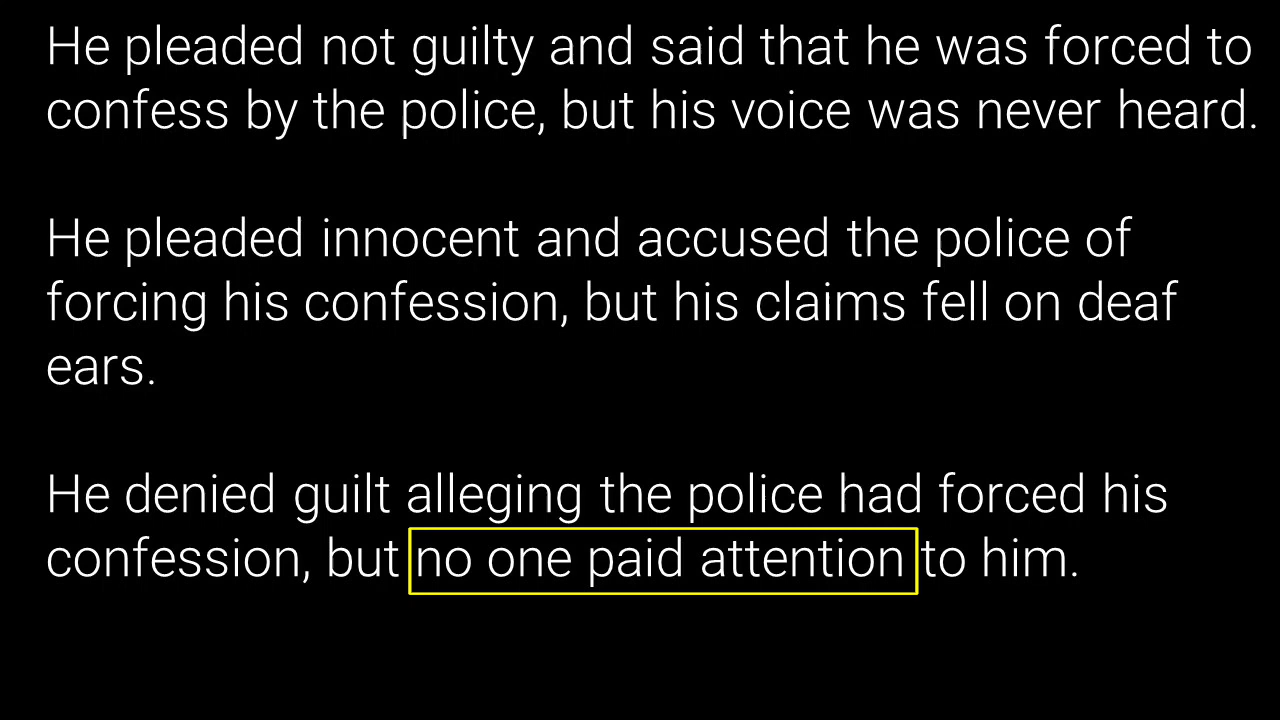 He pleaded not guilty and said that he was forced to
confess by the police, but his voice was never heard.
He pleaded innocent and accused the police of
forcing his confession, but his claims fell on deaf
ears.
He denied guilt alleging the police had forced his
confession, but no one paid attention to him.